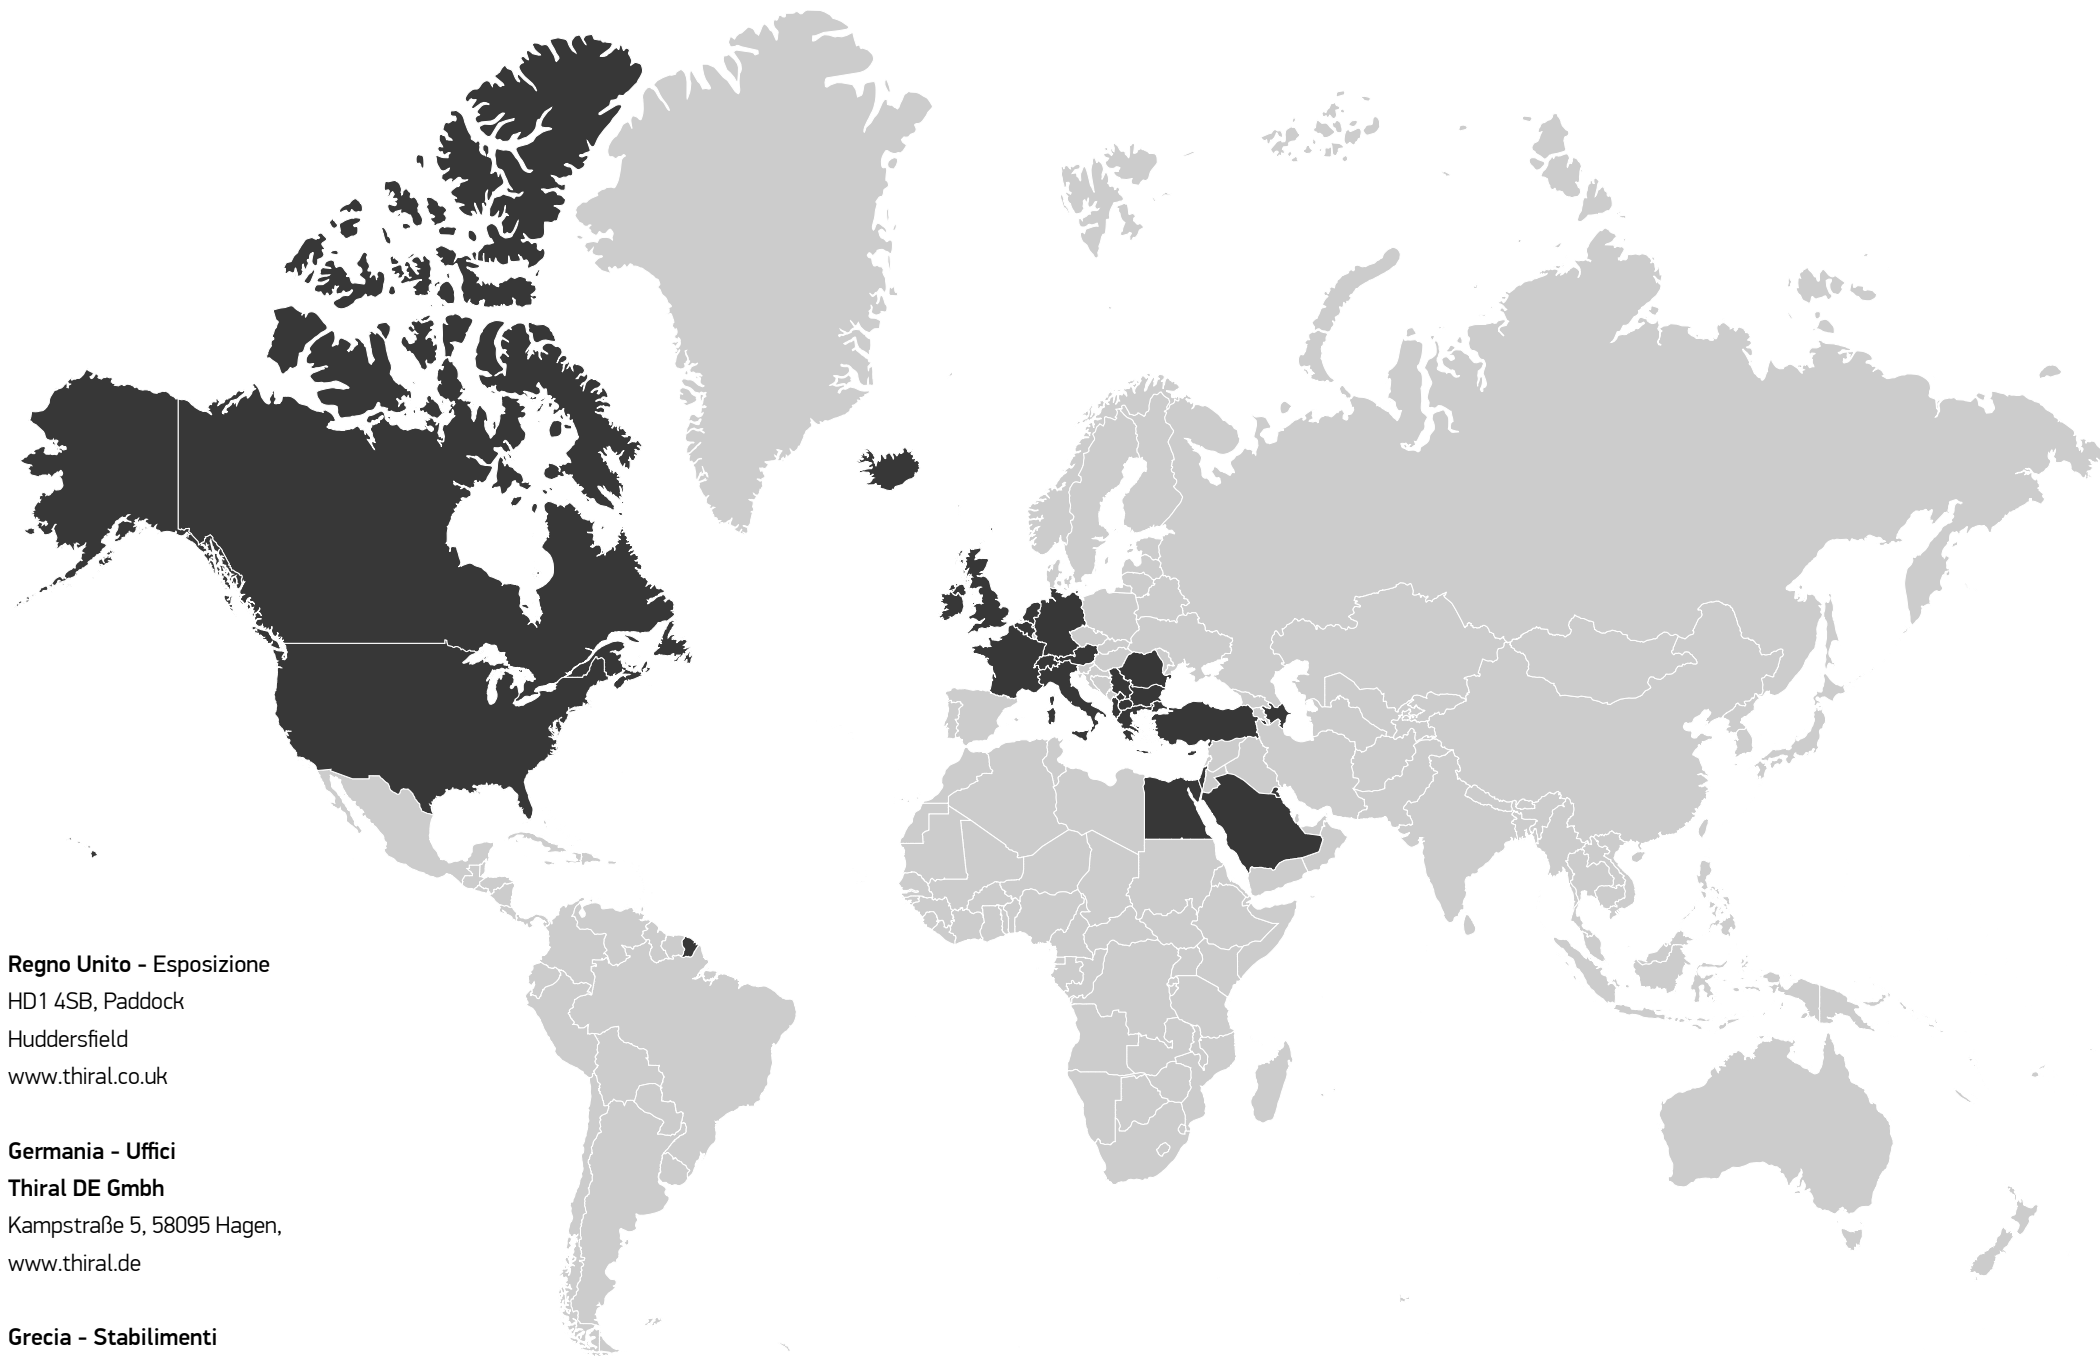 Regno Unito - Esposizione
HD1 4SB, Paddock
Huddersfield
www.thiral.co.uk
Germania - Uffici
Thiral DE Gmbh
Kampstraße 5, 58095 Hagen,
www.thiral.de
Grecia - Stabilimenti